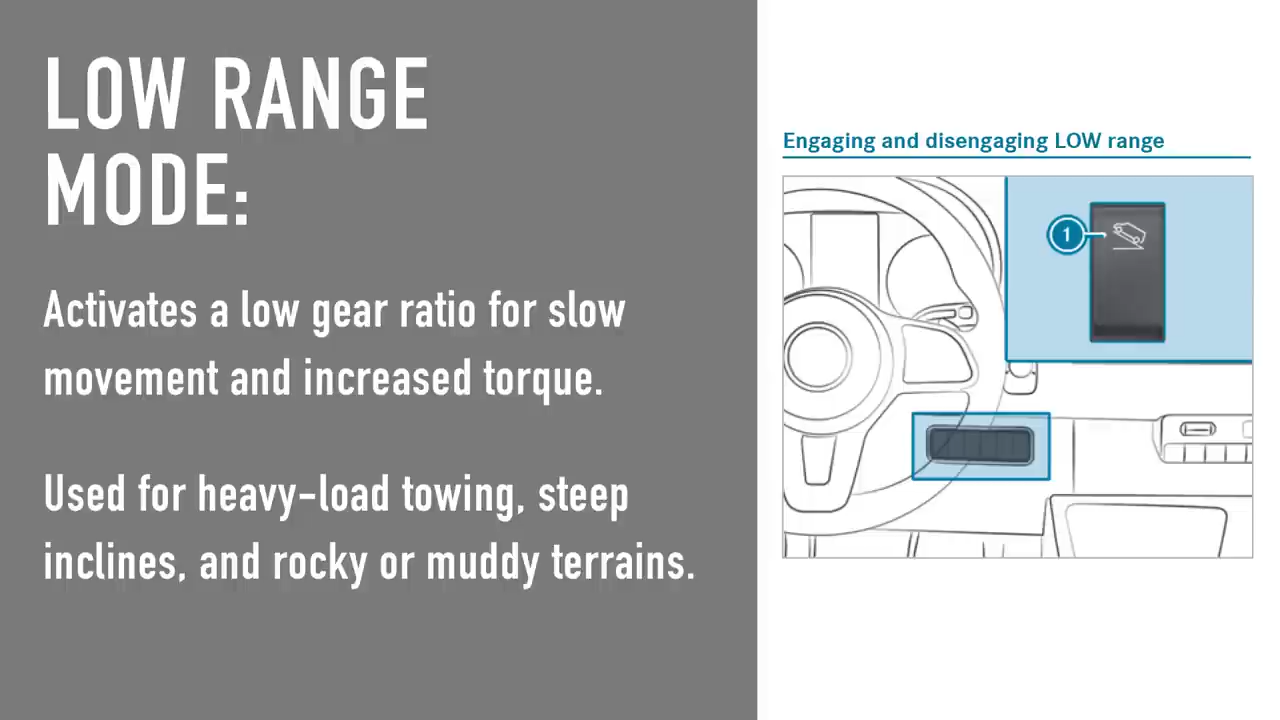 LOW RANGE
MODE:
Activates a low gear ratio for slow
movement and increased torque.
Used for heavy-load towing, steep
inclines, and rocky or muddy terrains.
Engaging and disengaging LOW range
1